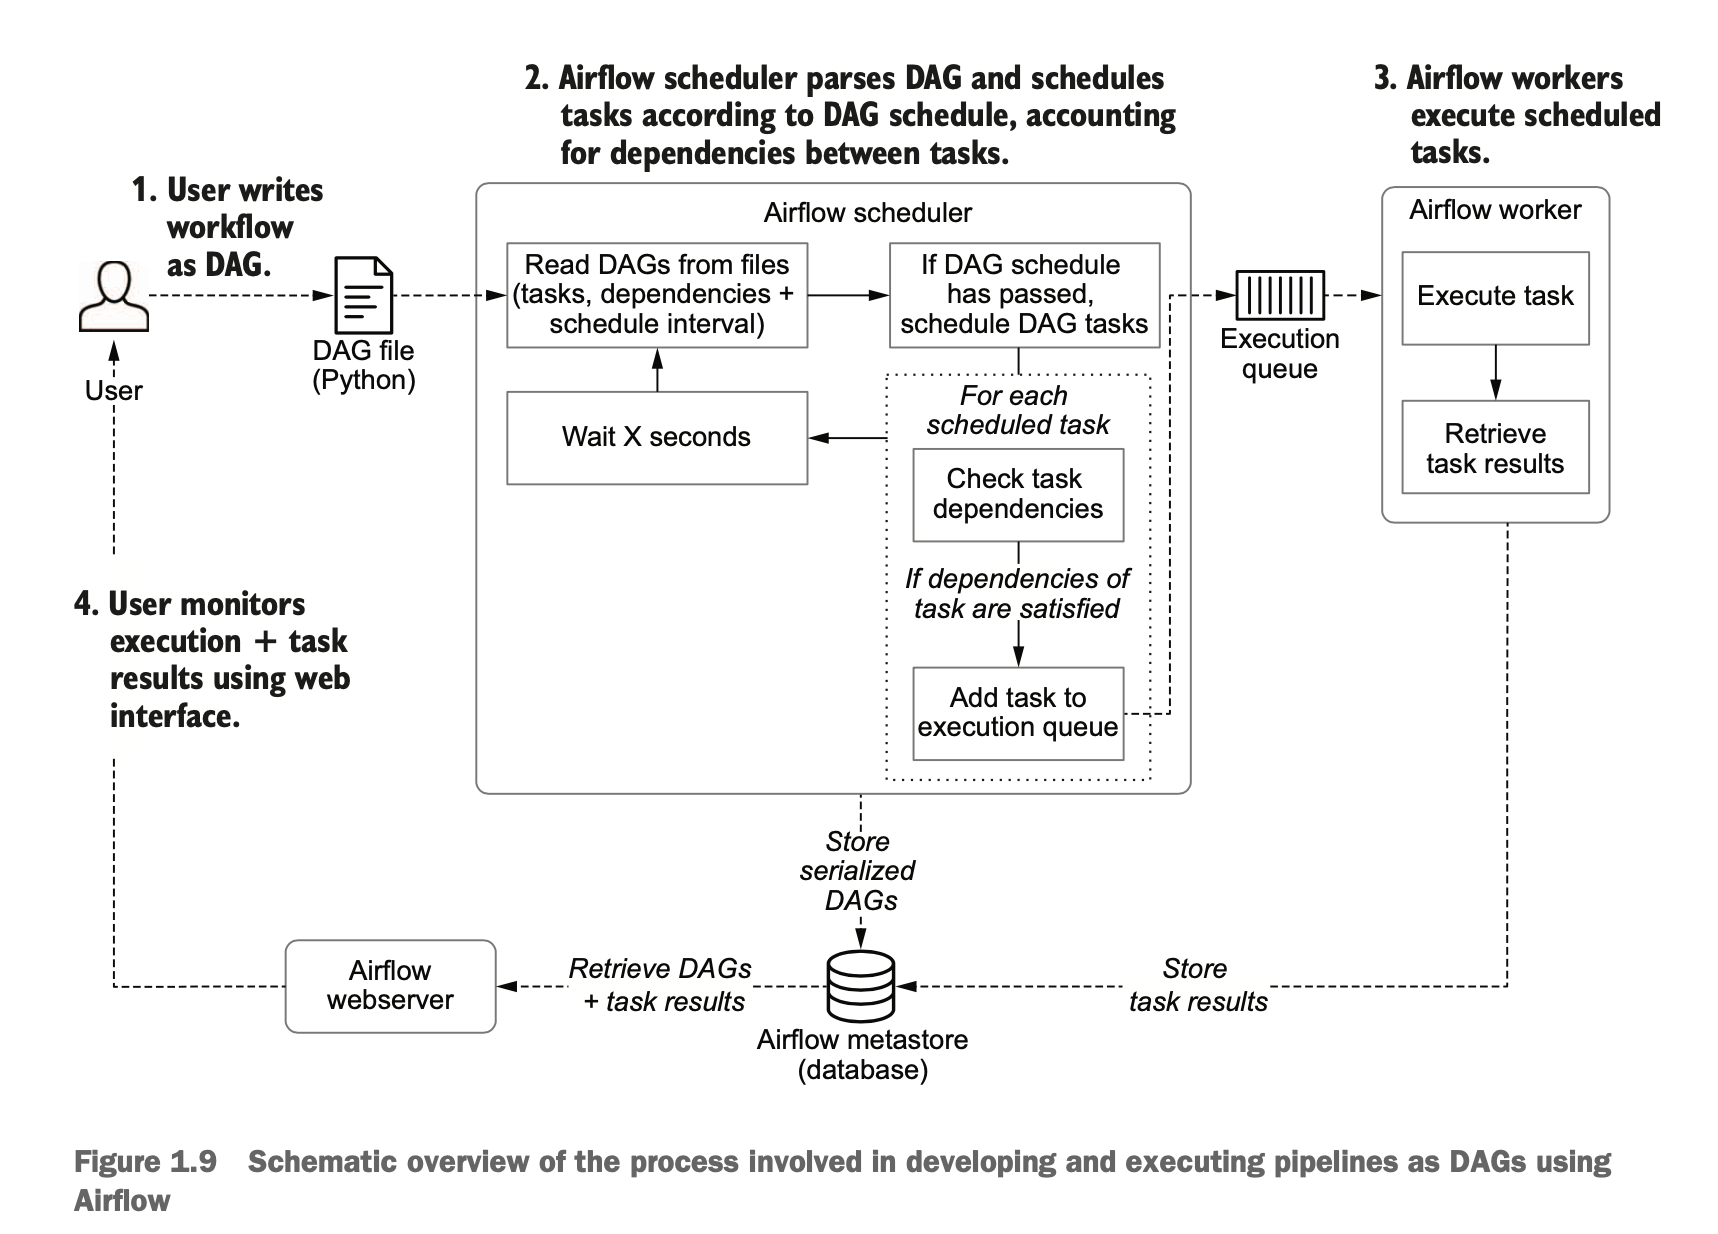 2. Airflow scheduler parses DAG and schedules
tasks according to DAG schedule, accounting
for dependencies between tasks.
3. Airflow workers
execute scheduled
tasks.
1. User writes
workflow
as DAG.
User
DAG file
(Python)
Airflow scheduler
Read DAGs from files
(tasks, dependencies +
schedule interval)
If DAG schedule
has passed,
schedule DAG tasks
Wait X seconds
For each
scheduled task
Check task
dependencies
If dependencies of
task are satisfied
Add task to
execution queue
Execution
queue
Airflow worker
Execute task
Retrieve
task results
4. User monitors
execution + task
results using web
interface.
Store
serialized
DAGs
Airflow
webserver
Retrieve DAGs
+ task results
Airflow metastore
(database)
Store
task results
Figure 1.9 Schematic overview of the process involved in developing and executing pipelines as DAGs using
Airflow